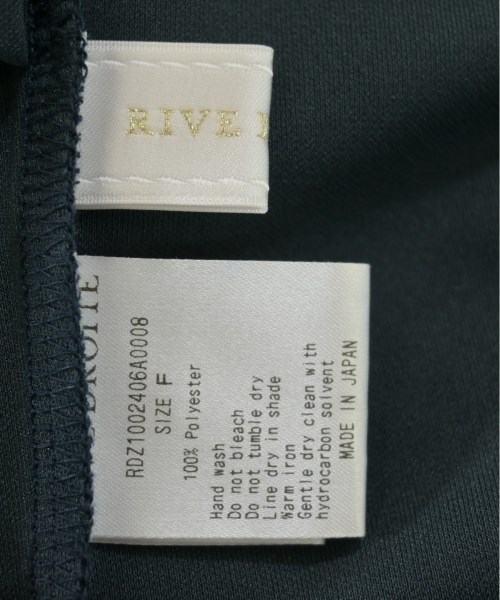 RIVE
DROITE
RDZ1002406A0008
SIZE F
100% Polyester
Hand wash
Do not bleach
Do not tumble dry
Line dry in shade
Warm iron
Gentle dry clean with
hydrocarbon solvent
MADE IN JAPAN